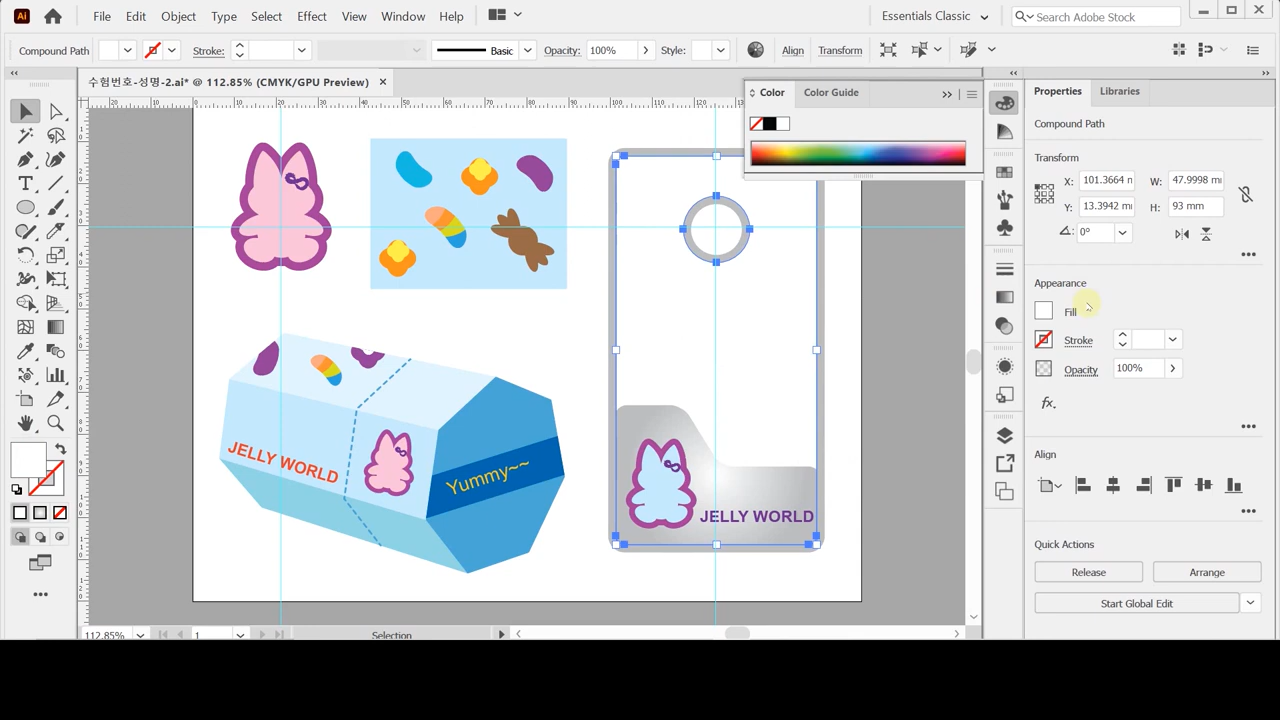 Ai File Edit Object Type Select Effect View Window Help Essentials Classic Search Adobe Stock
Compound Path Stroke: Basic Opacity: 100% Style: Align Transform
수험번호-성명-2.ai* @ 112.85% (CMYK/GPU Preview) ×
Color Color Guide
Properties Libraries
Compound Path
Transform
X: 101.3664 m W: 47.9998 m
Y: 13.3942 m H: 93 mm
0°
Appearance
Fill
Stroke
Opacity 100%
fx.
Align
Quick Actions
Release Arrange
Start Global Edit
JELLY WORLD
Yummy~~
JELLY WORLD
112.85% 1 Selection